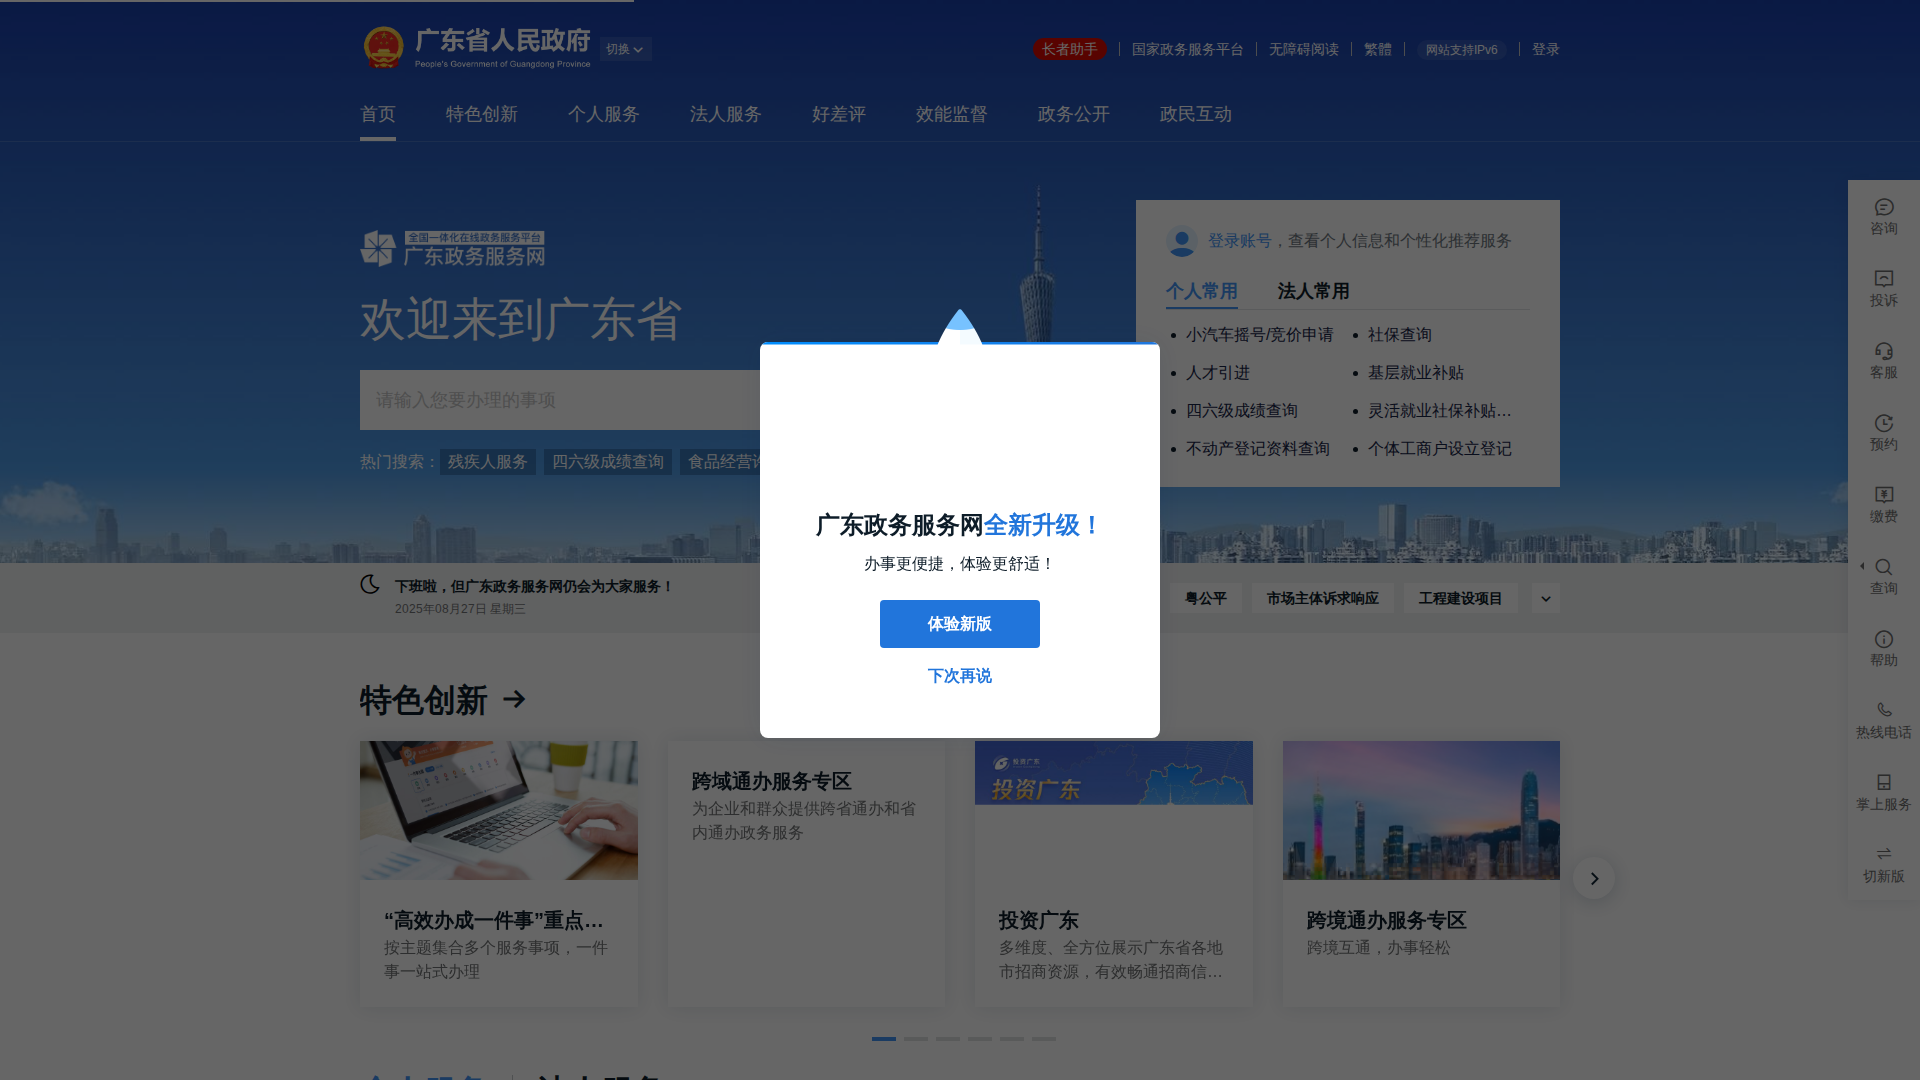 广东省人民政府
People's Government of Guangdong Province
切换
长者助手
国家政务服务平台
无障碍阅读
繁體
网站支持IPv6
登录
首页
特色创新
个人服务
法人服务
好差评
效能监督
政务公开
政民互动
全国一体化在线政务服务平台
广东政务服务网
欢迎来到广东省
请输入您要办理的事项
热门搜索：
残疾人服务
四六级成绩查询
食品经营许
登录账号，查看个人信息和个性化推荐服务
个人常用
法人常用
小汽车摇号/竞价申请
社保查询
人才引进
基层就业补贴
四六级成绩查询
灵活就业社保补贴…
不动产登记资料查询
个体工商户设立登记
咨询
投诉
客服
预约
缴费
查询
帮助
热线电话
掌上服务
切新版
广东政务服务网全新升级！
办事更便捷，体验更舒适！
体验新版
下次再说
下班啦，但广东政务服务网仍会为大家服务！
2025年08月27日 星期三
粤公平
市场主体诉求响应
工程建设项目
特色创新
“高效办成一件事”重点…
按主题集合多个服务事项，一件
事一站式办理
跨域通办服务专区
为企业和群众提供跨省通办和省
内通办政务服务
投资广东
投资广东
投资广东
多维度、全方位展示广东省各地
市招商资源，有效畅通招商信…
跨境通办服务专区
跨境互通，办事轻松